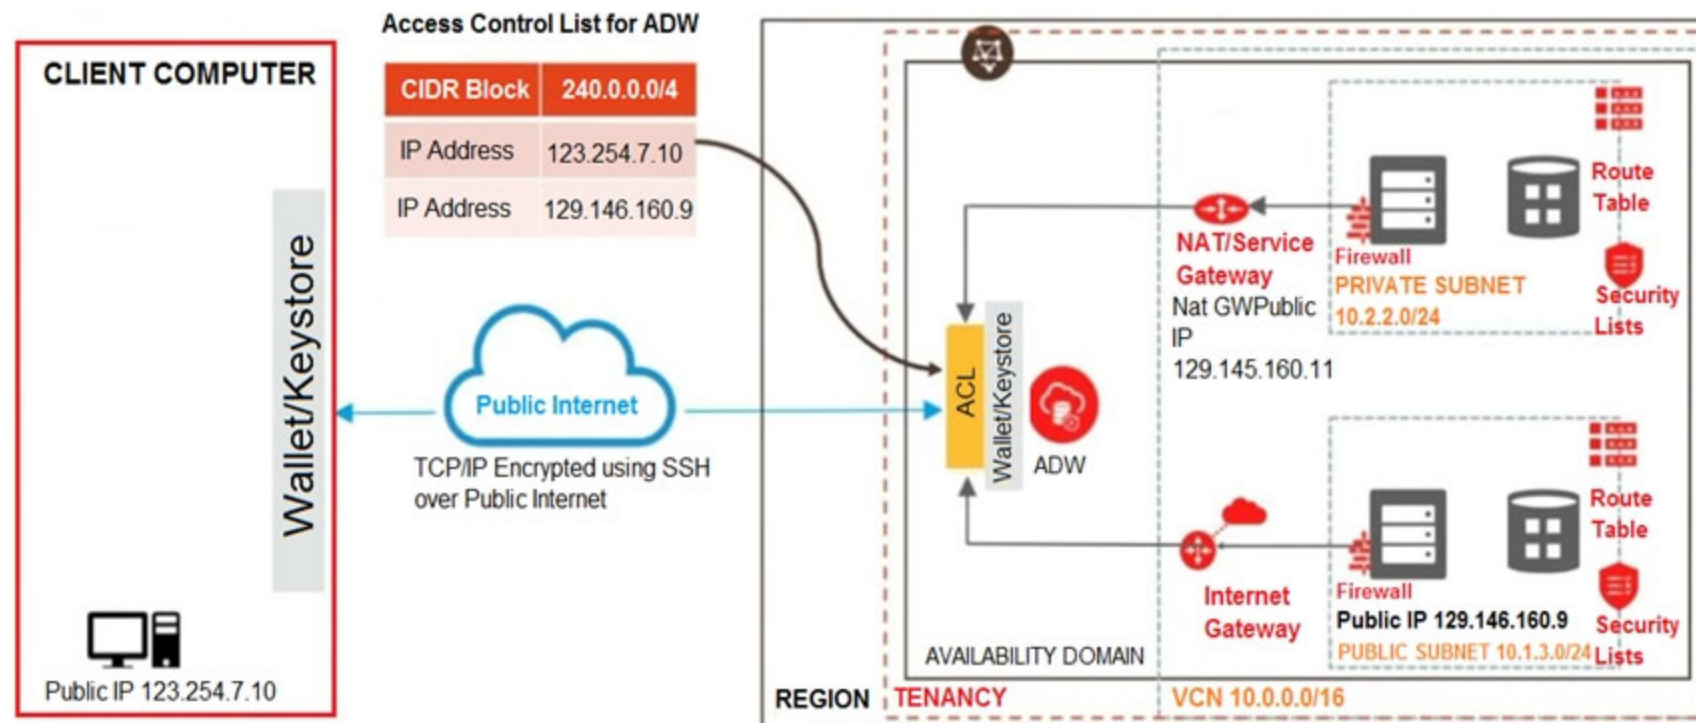 Access Control List for ADW
CLIENT COMPUTER
CIDR Block 240.0.0.0/4
IP Address 123.254.7.10
IP Address 129.146.160.9
Wallet/Keystore
Public Internet
TCP/IP Encrypted using SSH
over Public Internet
Public IP 123.254.7.10
ACL
Wallet/Keystore
ADW
NAT/Service
Gateway
Nat GWPublic
IP
129.145.160.11
Firewall
PRIVATE SUBNET
10.2.2.0/24
Route
Table
Security
Lists
Internet
Gateway
Firewall
Public IP 129.146.160.9
PUBLIC SUBNET 10.1.3.0/24
Route
Table
Security
Lists
AVAILABILITY DOMAIN
REGION
TENANCY
VCN 10.0.0.0/16